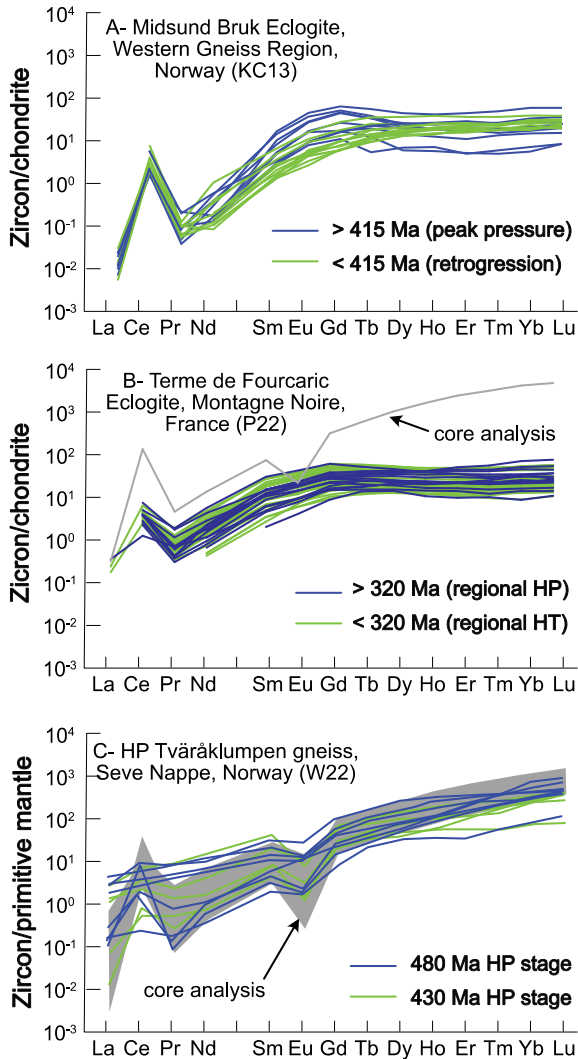 A- Midsund Bruk Eclogite,
Western Gneiss Region,
Norway (KC13)
Zircon/chondrite
10⁴
10³
10²
10¹
10⁰
10⁻¹
10⁻²
10⁻³
> 415 Ma (peak pressure)
< 415 Ma (retrogression)
La Ce Pr Nd Sm Eu Gd Tb Dy Ho Er Tm Yb Lu
B- Terme de Fourcaric
Eclogite, Montagne Noire,
France (P22)
core analysis
Zicron/chondrite
10⁴
10³
10²
10¹
10⁰
10⁻¹
10⁻²
10⁻³
> 320 Ma (regional HP)
< 320 Ma (regional HT)
La Ce Pr Nd Sm Eu Gd Tb Dy Ho Er Tm Yb Lu
C- HP Tväråklumpen gneiss,
Seve Nappe, Norway (W22)
Zircon/primitive mantle
10⁴
10³
10²
10¹
10⁰
10⁻¹
10⁻²
10⁻³
core analysis
480 Ma HP stage
430 Ma HP stage
La Ce Pr Nd Sm Eu Gd Tb Dy Ho Er Tm Yb Lu